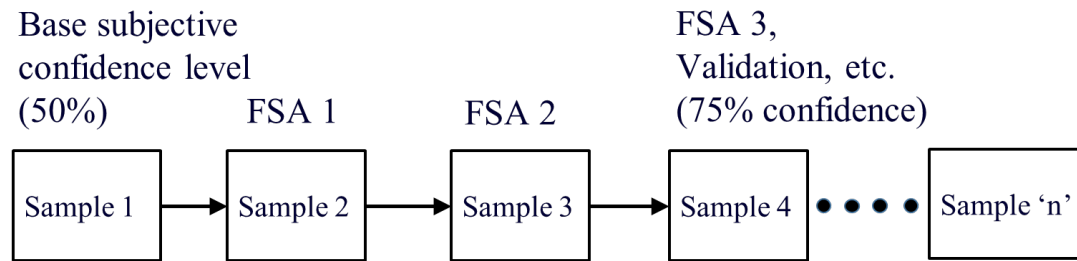 Base subjective
confidence level
(50%)
FSA 1
FSA 2
FSA 3,
Validation, etc.
(75% confidence)
Sample 1
Sample 2
Sample 3
Sample 4
Sample ‘n’